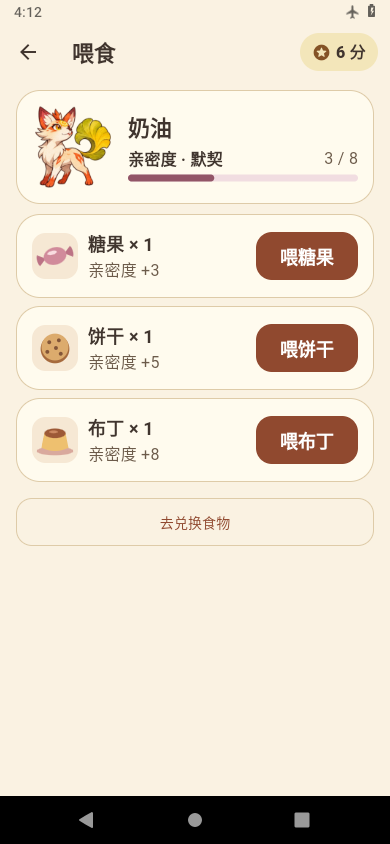 4:12
喂食
6 分
奶油
亲密度 · 默契
3 / 8
糖果 × 1
亲密度 +3
喂糖果
饼干 × 1
亲密度 +5
喂饼干
布丁 × 1
亲密度 +8
喂布丁
去兑换食物